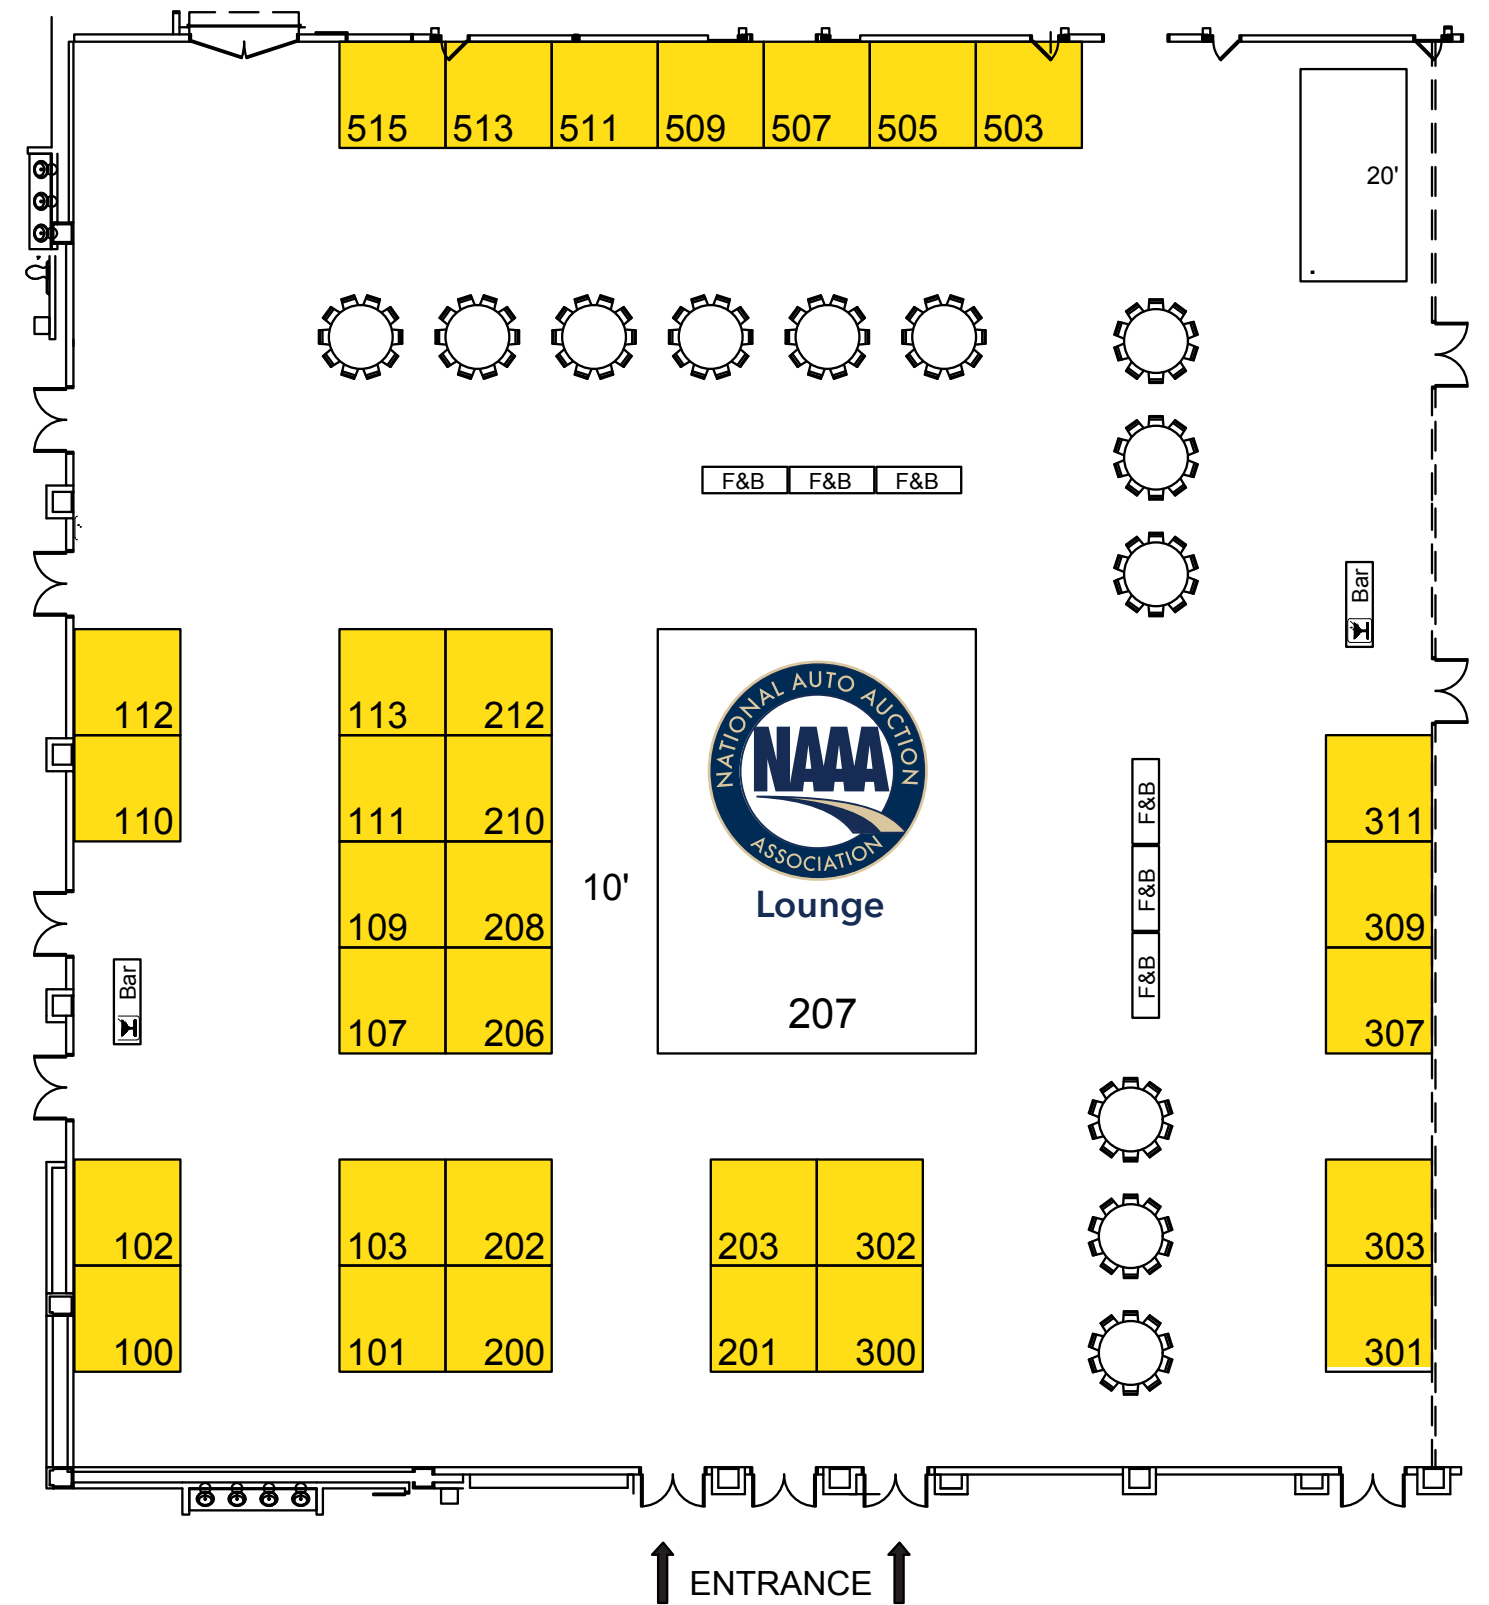 515 513 511 509 507 505 503
20'
F&B F&B F&B
Bar
112 113 212
NATIONAL AUTO AUCTION
NAAA
ASSOCIATION
Lounge
207
110 111 210
F&B
311
10'
109 208
F&B
309
Bar
107 206
F&B
307
102 103 202 203 302 303
100 101 200 201 300 301
ENTRANCE